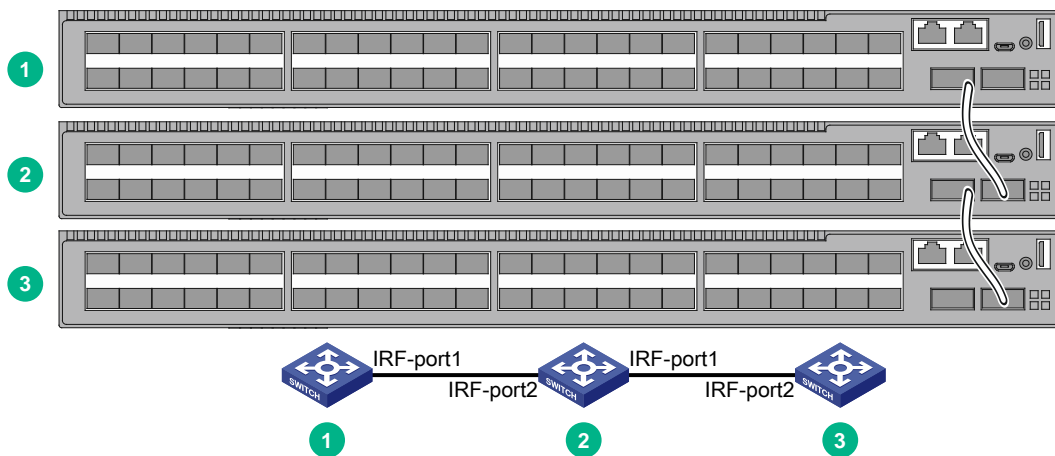 1
2
3
IRF-port1
IRF-port2
IRF-port1
IRF-port2
SWITCH
SWITCH
SWITCH
1
2
3